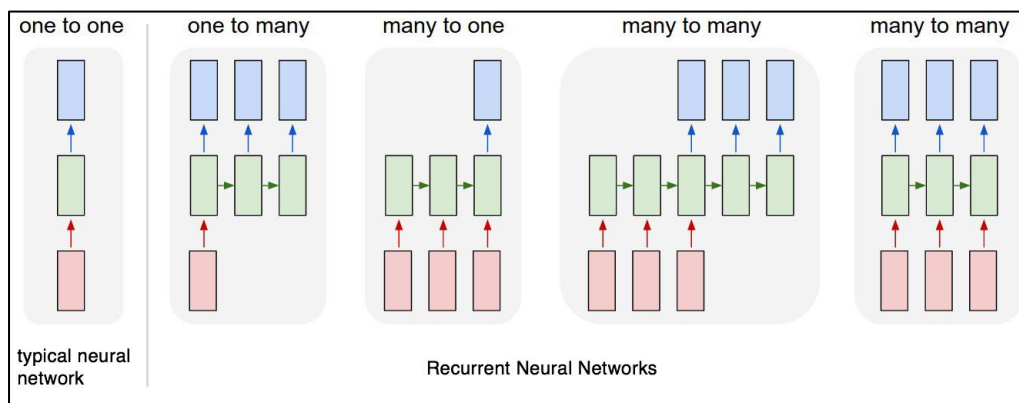 one to one
one to many
many to one
many to many
many to many
typical neural
network
Recurrent Neural Networks